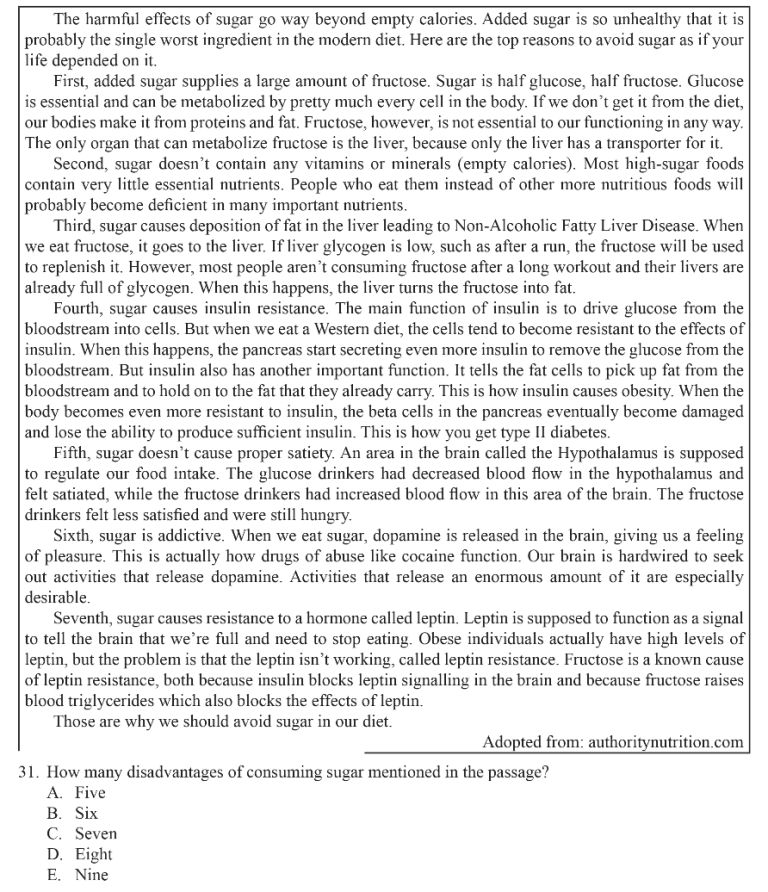 The harmful effects of sugar go way beyond empty calories. Added sugar is so unhealthy that it is
probably the single worst ingredient in the modern diet. Here are the top reasons to avoid sugar as if your
life depended on it.
First, added sugar supplies a large amount of fructose. Sugar is half glucose, half fructose. Glucose
is essential and can be metabolized by pretty much every cell in the body. If we don't get it from the diet,
our bodies make it from proteins and fat. Fructose, however, is not essential to our functioning in any way.
The only organ that can metabolize fructose is the liver, because only the liver has a transporter for it.
Second, sugar doesn't contain any vitamins or minerals (empty calories). Most high-sugar foods
contain very little essential nutrients. People who eat them instead of other more nutritious foods will
probably become deficient in many important nutrients.
Third, sugar causes deposition of fat in the liver leading to Non-Alcoholic Fatty Liver Disease. When
we eat fructose, it goes to the liver. If liver glycogen is low, such as after a run, the fructose will be used
to replenish it. However, most people aren't consuming fructose after a long workout and their livers are
already full of glycogen. When this happens, the liver turns the fructose into fat.
Fourth, sugar causes insulin resistance. The main function of insulin is to drive glucose from the
bloodstream into cells. But when we eat a Western diet, the cells tend to become resistant to the effects of
insulin. When this happens, the pancreas start secreting even more insulin to remove the glucose from the
bloodstream. But insulin also has another important function. It tells the fat cells to pick up fat from the
bloodstream and to hold on to the fat that they already carry. This is how insulin causes obesity. When the
body becomes even more resistant to insulin, the beta cells in the pancreas eventually become damaged
and lose the ability to produce sufficient insulin. This is how you get type II diabetes.
Fifth, sugar doesn't cause proper satiety. An area in the brain called the Hypothalamus is supposed
to regulate our food intake. The glucose drinkers had decreased blood flow in the hypothalamus and
felt satiated, while the fructose drinkers had increased blood flow in this area of the brain. The fructose
drinkers felt less satisfied and were still hungry.
Sixth, sugar is addictive. When we eat sugar, dopamine is released in the brain, giving us a feeling
of pleasure. This is actually how drugs of abuse like cocaine function. Our brain is hardwired to seek
out activities that release dopamine. Activities that release an enormous amount of it are especially
desirable.
Seventh, sugar causes resistance to a hormone called leptin. Leptin is supposed to function as a signal
to tell the brain that we're full and need to stop eating. Obese individuals actually have high levels of
leptin, but the problem is that the leptin isn't working, called leptin resistance. Fructose is a known cause
of leptin resistance, both because insulin blocks leptin signalling in the brain and because fructose raises
blood triglycerides which also blocks the effects of leptin.
Those are why we should avoid sugar in our diet.
Adopted from: authoritynutrition.com
31. How many disadvantages of consuming sugar mentioned in the passage?
A. Five
B. Six
C. Seven
D. Eight
E. Nine